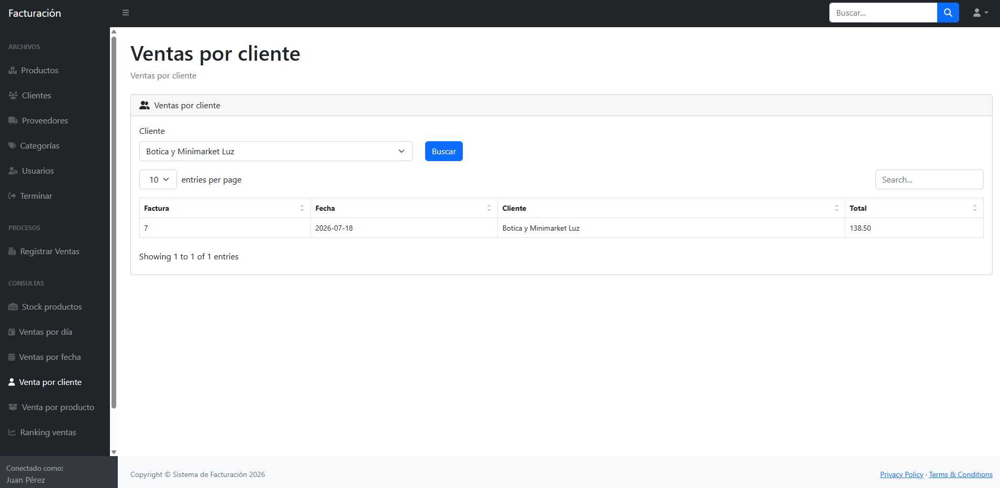 Facturación
Buscar...
ARCHIVOS
Productos
Clientes
Proveedores
Categorías
Usuarios
Terminar
PROCESOS
Registrar Ventas
CONSULTAS
Stock productos
Ventas por día
Ventas por fecha
Venta por cliente
Venta por producto
Ranking ventas
Conectado como:
Juan Pérez
Ventas por cliente
Ventas por cliente
Ventas por cliente
Cliente
Botica y Minimarket Luz Buscar
10 entries per page Search...
Factura Fecha Cliente Total
7 2026-07-18 Botica y Minimarket Luz 138.50
Showing 1 to 1 of 1 entries
Copyright © Sistema de Facturación 2026 Privacy Policy · Terms & Conditions